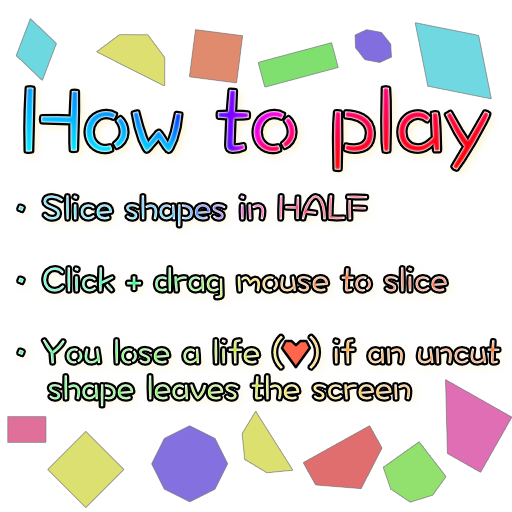 How to play
• Slice shapes in HALF
• Click + drag mouse to slice
• You lose a life (♥) if an uncut
shape leaves the screen